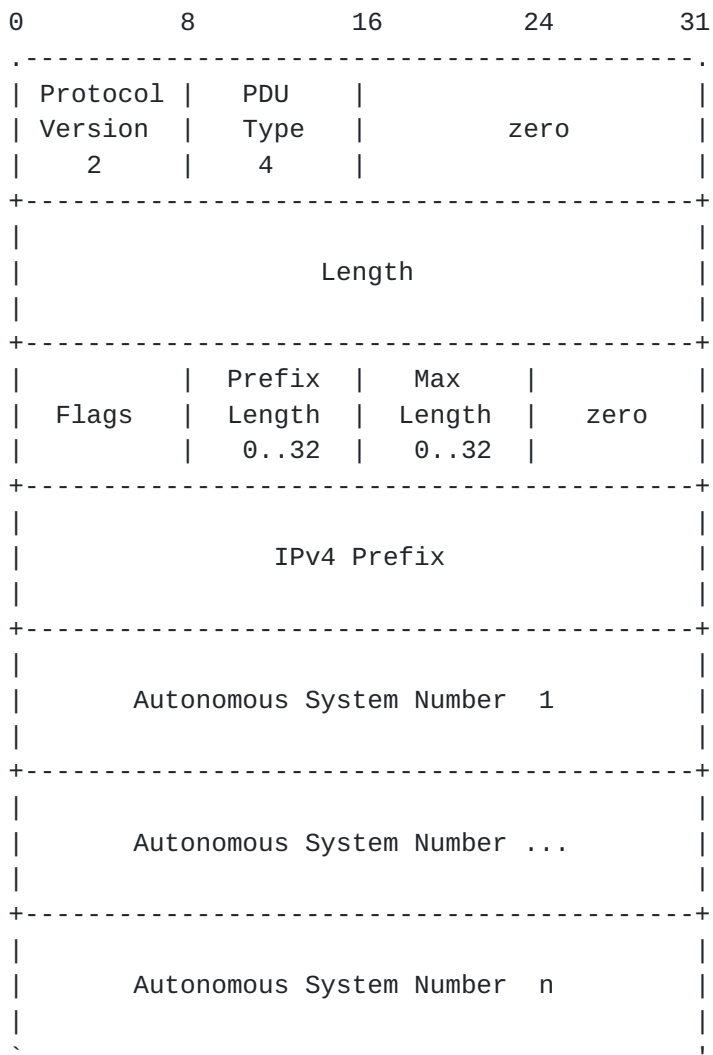 0          8          16         24        31
.-------------------------------------------.
| Protocol |   PDU    |                     |
| Version  |   Type   |         zero        |
|    2     |    4     |                     |
+-------------------------------------------+
|                                           |
|                   Length                  |
|                                           |
+-------------------------------------------+
|          |  Prefix  |   Max    |          |
|  Flags   |  Length  |  Length  |   zero   |
|          |   0..32  |   0..32  |          |
+-------------------------------------------+
|                                           |
|                IPv4 Prefix                |
|                                           |
+-------------------------------------------+
|                                           |
|       Autonomous System Number  1         |
|                                           |
+-------------------------------------------+
|                                           |
|       Autonomous System Number ...        |
|                                           |
+-------------------------------------------+
|                                           |
|       Autonomous System Number  n         |
|                                           |
`-------------------------------------------'